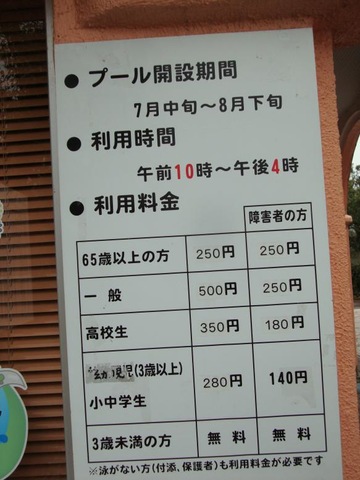 ● プール開設期間
7月中旬～8月下旬
● 利用時間
午前10時～午後4時
● 利用料金
障害者の方
65歳以上の方 250円 250円
一般 500円 250円
高校生 350円 180円
幼児(3歳以上)
小中学生 280円 140円
3歳未満の方 無料 無料
※泳がない方(付添、保護者)も利用料金が必要です